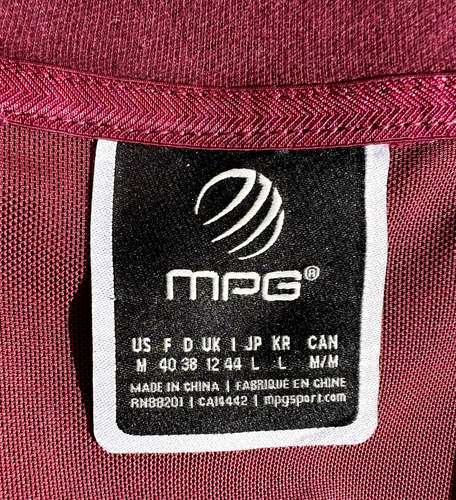 MPG®
US F D UK I JP KR CAN
M 40 38 12 44 L L M/M
MADE IN CHINA | FABRIQUÉ EN CHINE
RN88201 | CA14442 | mpgsport.com